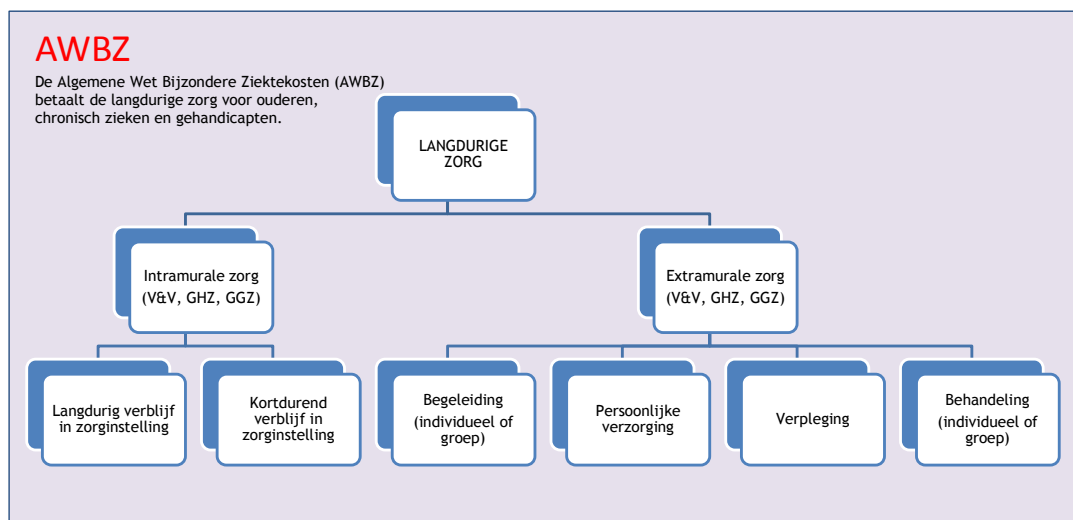 AWBZ
De Algemene Wet Bijzondere Ziektekosten (AWBZ)
betaalt de langdurige zorg voor ouderen,
chronisch zieken en gehandicapten.
LANGDURIGE
ZORG
Intramurale zorg
(V&V, GHZ, GGZ)
Extramurale zorg
(V&V, GHZ, GGZ)
Langdurig verblijf
in zorginstelling
Kortdurend
verblijf in
zorginstelling
Begeleiding
(individueel of
groep)
Persoonlijke
verzorging
Verpleging
Behandeling
(individueel of
groep)